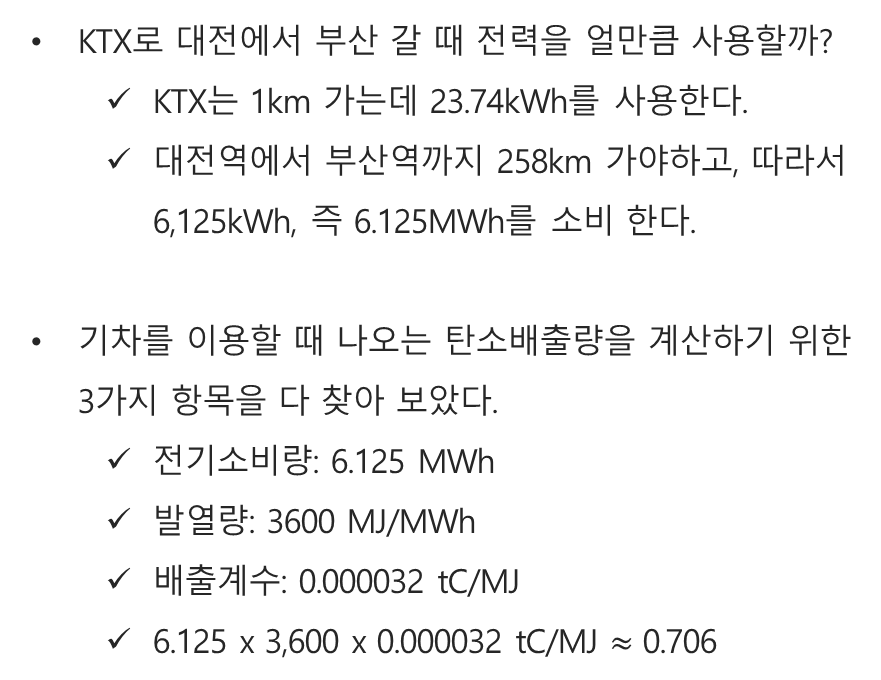 • KTX로 대전에서 부산 갈 때 전력을 얼만큼 사용할까?
✓ KTX는 1km 가는데 23.74kWh를 사용한다.
✓ 대전역에서 부산역까지 258km 가야하고, 따라서
6,125kWh, 즉 6.125MWh를 소비 한다.
• 기차를 이용할 때 나오는 탄소배출량을 계산하기 위한
3가지 항목을 다 찾아 보았다.
✓ 전기소비량: 6.125 MWh
✓ 발열량: 3600 MJ/MWh
✓ 배출계수: 0.000032 tC/MJ
✓ 6.125 x 3,600 x 0.000032 tC/MJ ≈ 0.706